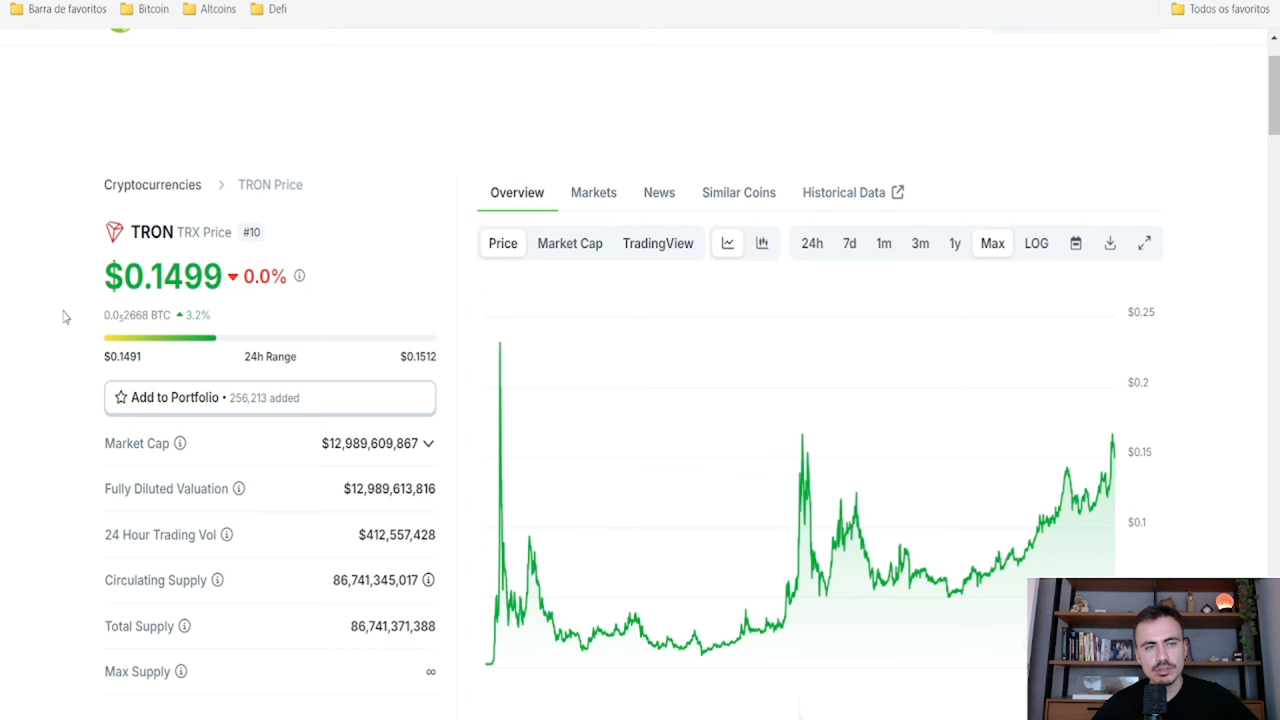 Barra de favoritos Bitcoin Altcoins Defi Todos os favoritos
Cryptocurrencies > TRON Price
TRON TRX Price #10
$0.1499 0.0%
0.0₅2668 BTC 3.2%
$0.1491 24h Range $0.1512
Add to Portfolio • 256,213 added
Market Cap $12,989,609,867
Fully Diluted Valuation $12,989,613,816
24 Hour Trading Vol $412,557,428
Circulating Supply 86,741,345,017
Total Supply 86,741,371,388
Max Supply ∞
Overview Markets News Similar Coins Historical Data
Price Market Cap TradingView 24h 7d 1m 3m 1y Max LOG
$0.25
$0.2
$0.15
$0.1